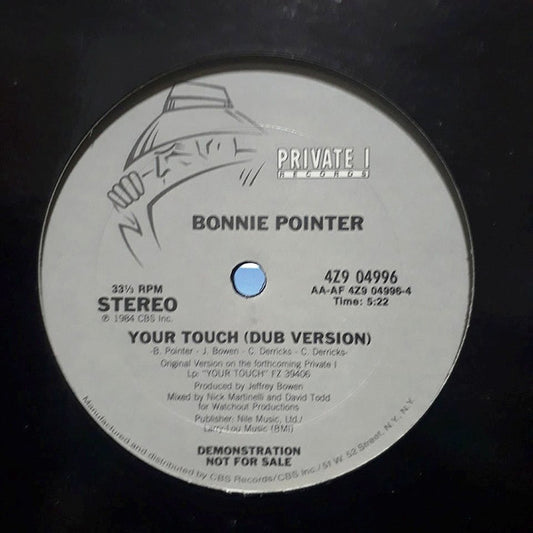 PRIVATE I
RECORDS
BONNIE POINTER
33⅓ RPM
STEREO
℗ 1984 CBS Inc.
4Z9 04996
AA-AF 4Z9 04996-4
Time: 5:22
YOUR TOUCH (DUB VERSION)
-B. Pointer - J. Bowen - C. Derricks - C. Derricks-
Original Version on the forthcoming Private I
Lp: "YOUR TOUCH" FZ 39406
Produced by Jeffrey Bowen
Mixed by Nick Martinelli and David Todd
for Watchout Productions
Publisher: Nile Music, Ltd./
Larry-Lou Music (BMI)
DEMONSTRATION
NOT FOR SALE
Manufactured and distributed by CBS Records/CBS Inc./51 W. 52 Street, N.Y., N.Y.